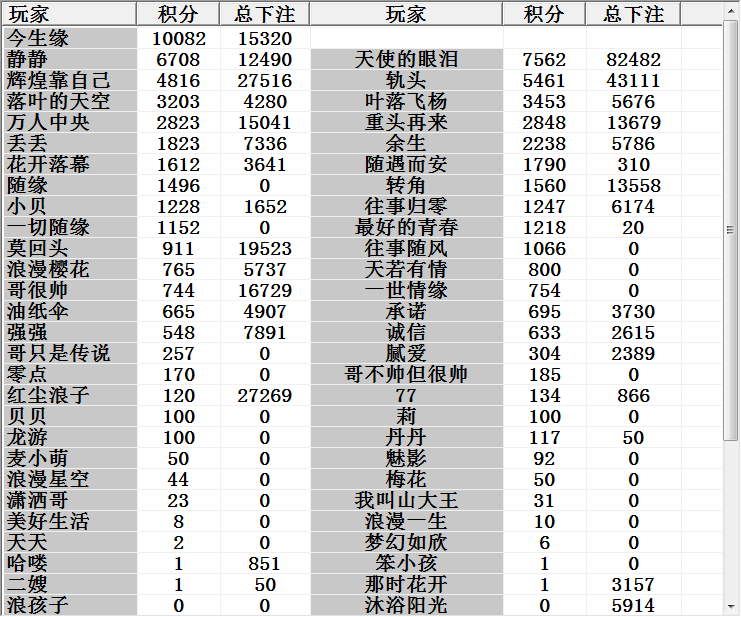 玩家 积分 总下注 玩家 积分 总下注
今生缘 10082 15320
静静 6708 12490 天使的眼泪 7562 82482
辉煌靠自己 4816 27516 轨头 5461 43111
落叶的天空 3203 4280 叶落飞杨 3453 5676
万人中央 2823 15041 重头再来 2848 13679
丢丢 1823 7336 余生 2238 5786
花开落幕 1612 3641 随遇而安 1790 310
随缘 1496 0 转角 1560 13558
小贝 1228 1652 往事归零 1247 6174
一切随缘 1152 0 最好的青春 1218 20
莫回头 911 19523 往事随风 1066 0
浪漫樱花 765 5737 天若有情 800 0
哥很帅 744 16729 一世情缘 754 0
油纸伞 665 4907 承诺 695 3730
强强 548 7891 诚信 633 2615
哥只是传说 257 0 腻爱 304 2389
零点 170 0 哥不帅但很帅 185 0
红尘浪子 120 27269 77 134 866
贝贝 100 0 莉 100 0
龙游 100 0 丹丹 117 50
麦小萌 50 0 魅影 92 0
浪漫星空 44 0 梅花 50 0
潇洒哥 23 0 我叫山大王 31 0
美好生活 8 0 浪漫一生 10 0
天天 2 0 梦幻如欣 6 0
哈喽 1 851 笨小孩 1 0
二嫂 1 50 那时花开 1 3157
浪孩子 0 0 沐浴阳光 0 5914